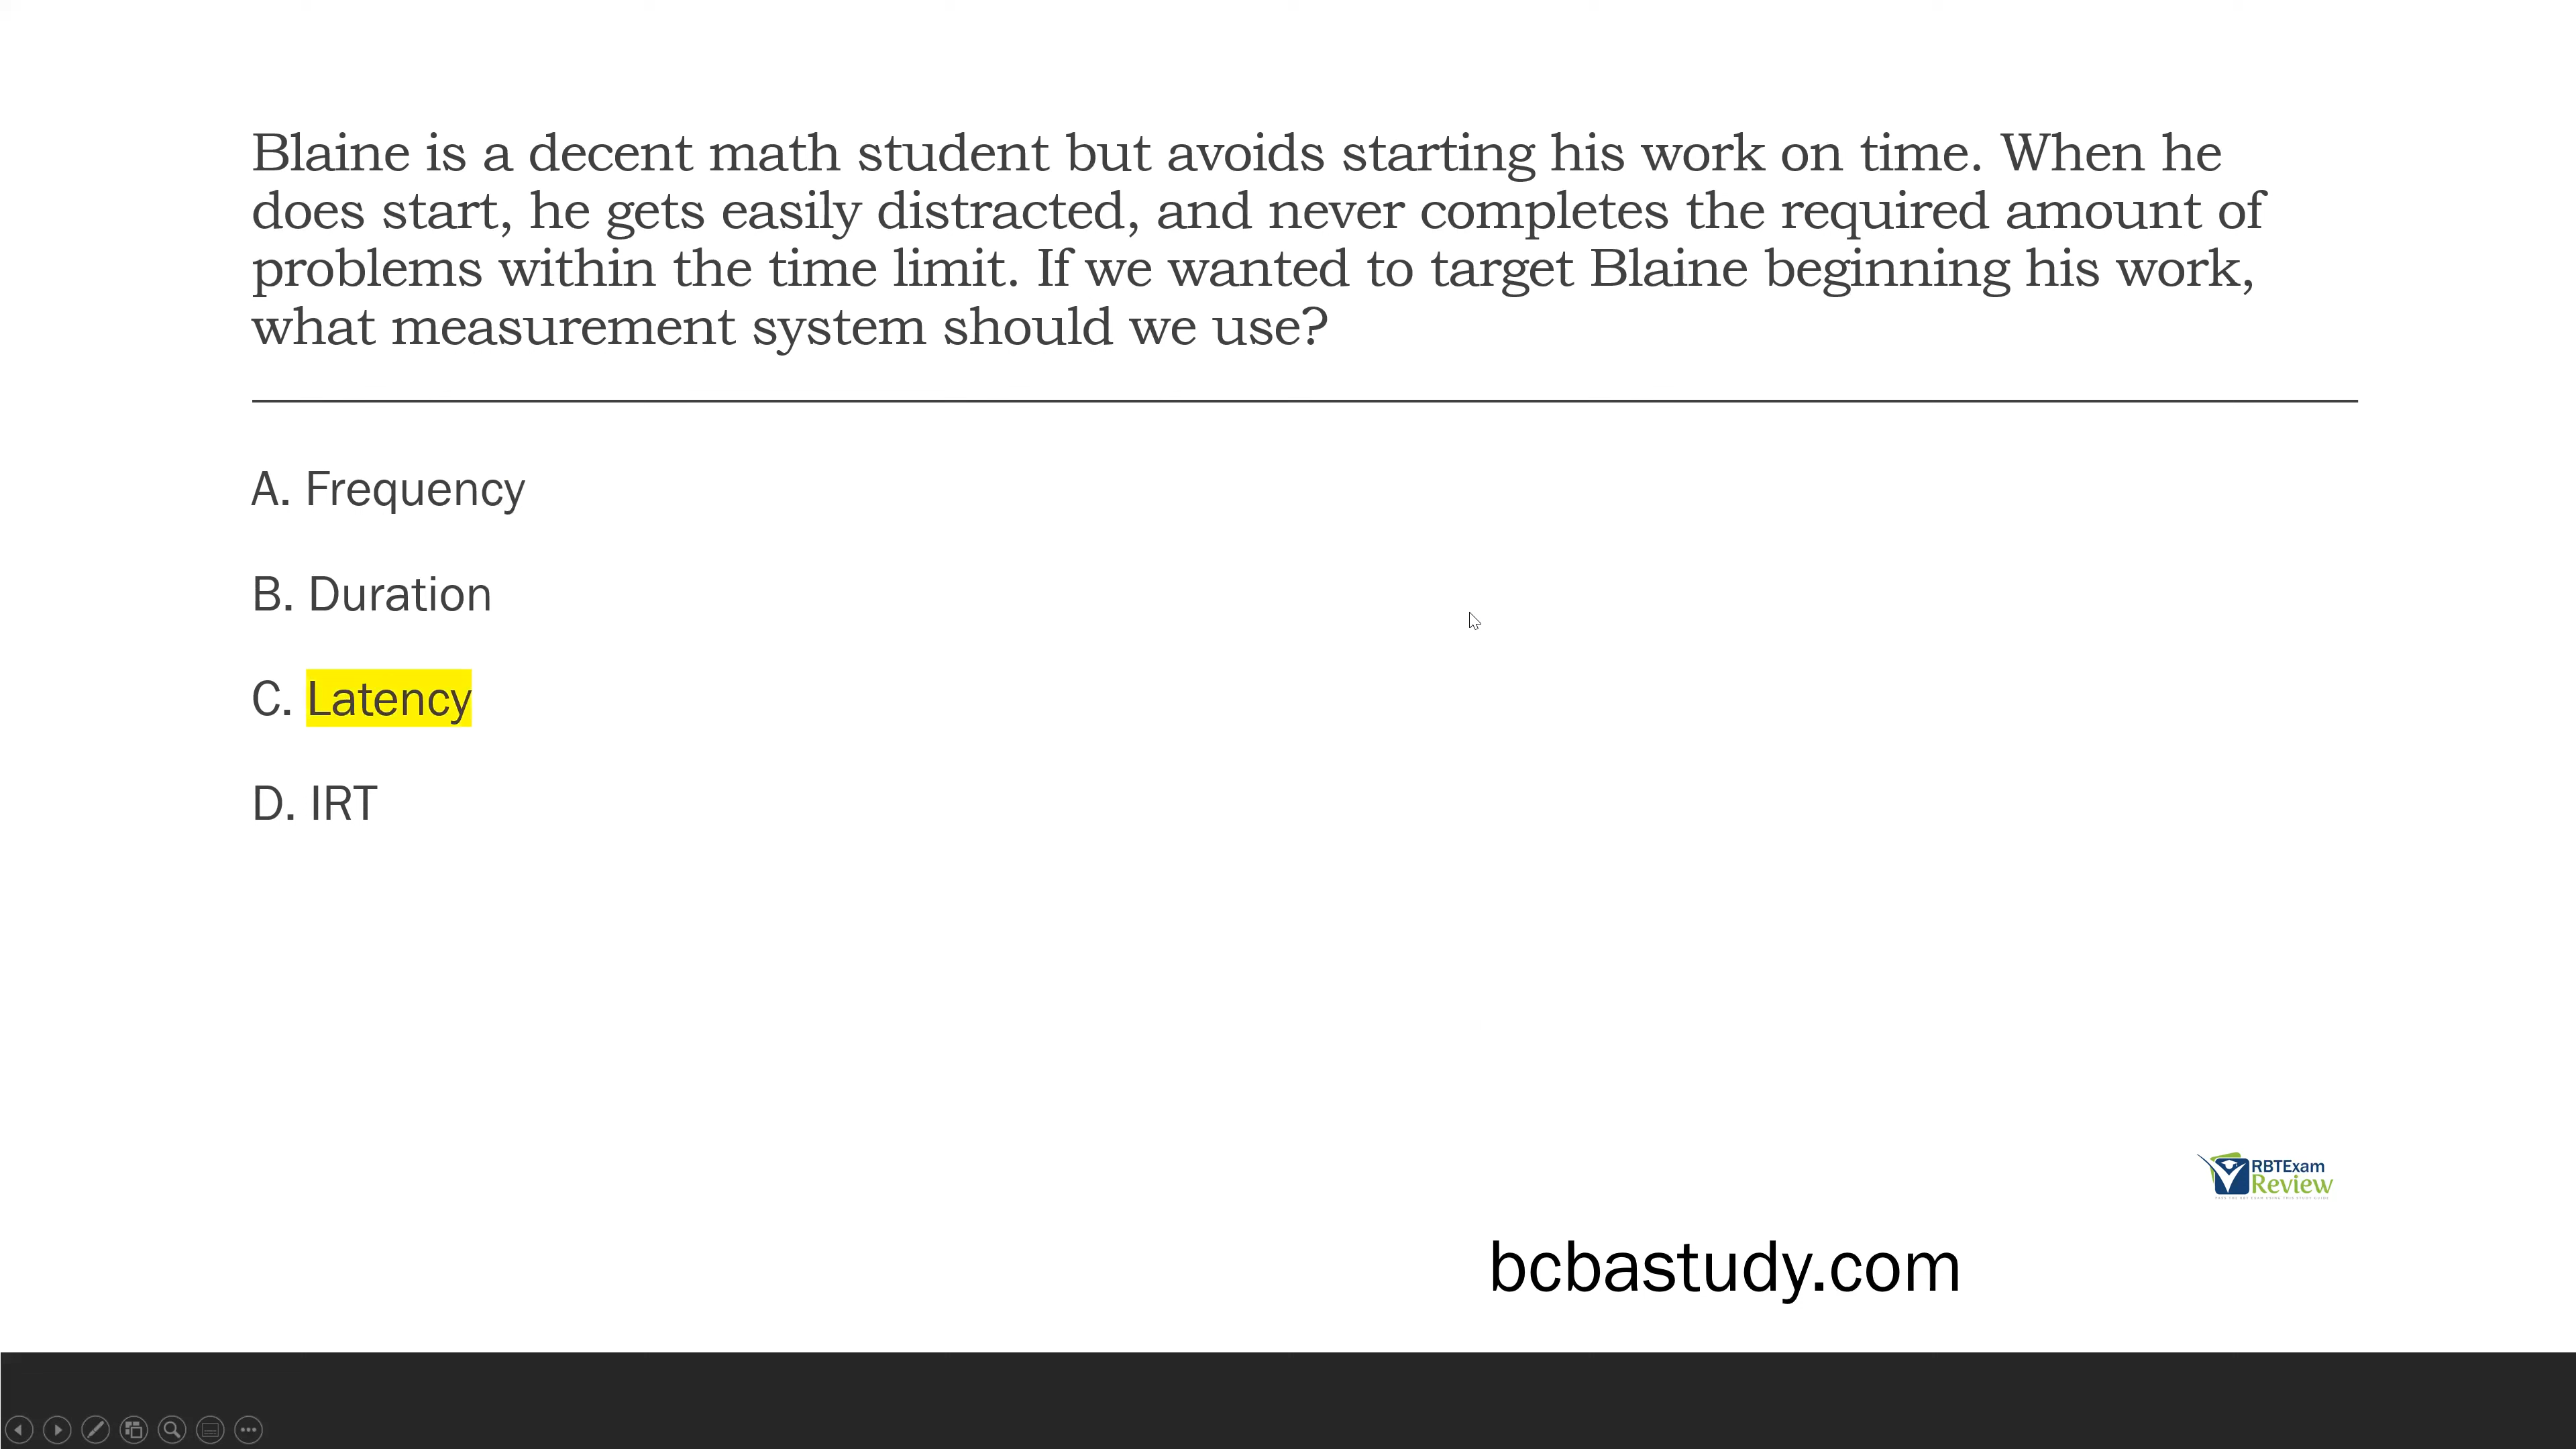 Blaine is a decent math student but avoids starting his work on time. When he
does start, he gets easily distracted, and never completes the required amount of
problems within the time limit. If we wanted to target Blaine beginning his work,
what measurement system should we use?
A. Frequency
B. Duration
C. Latency
D. IRT
RBTExam
Review
bcbastudy.com